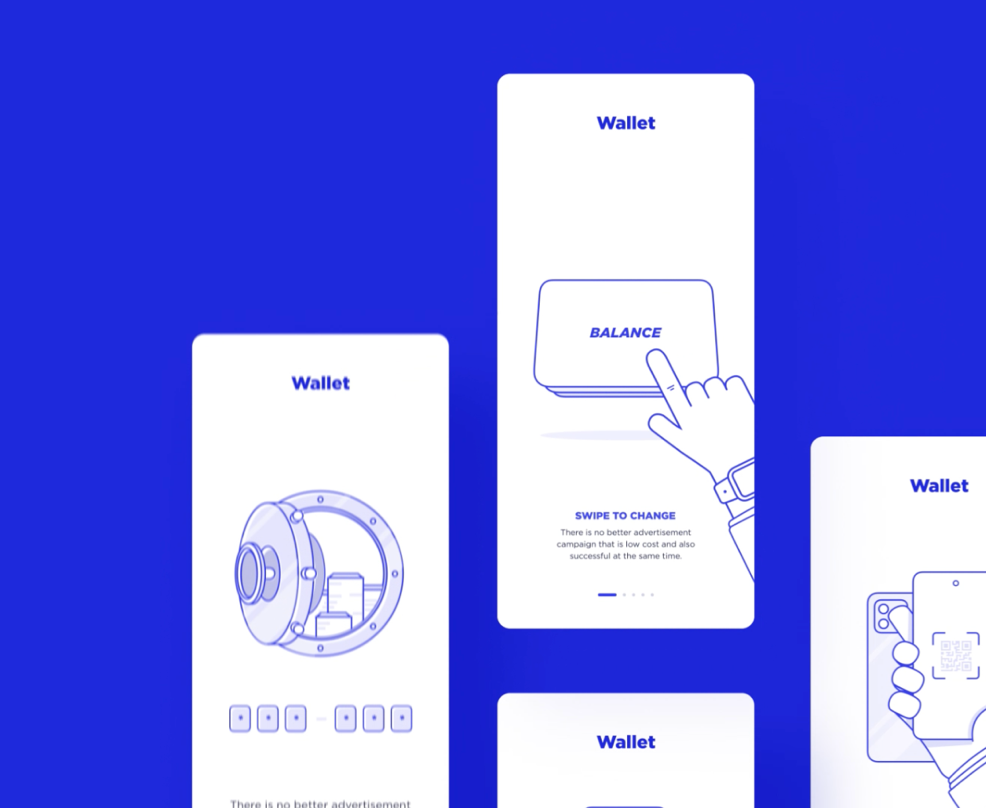 Wallet
BALANCE
SWIPE TO CHANGE
There is no better advertisement
campaign that is low cost and also
successful at the same time.
Wallet
There is no better advertisement
Wallet
Wallet